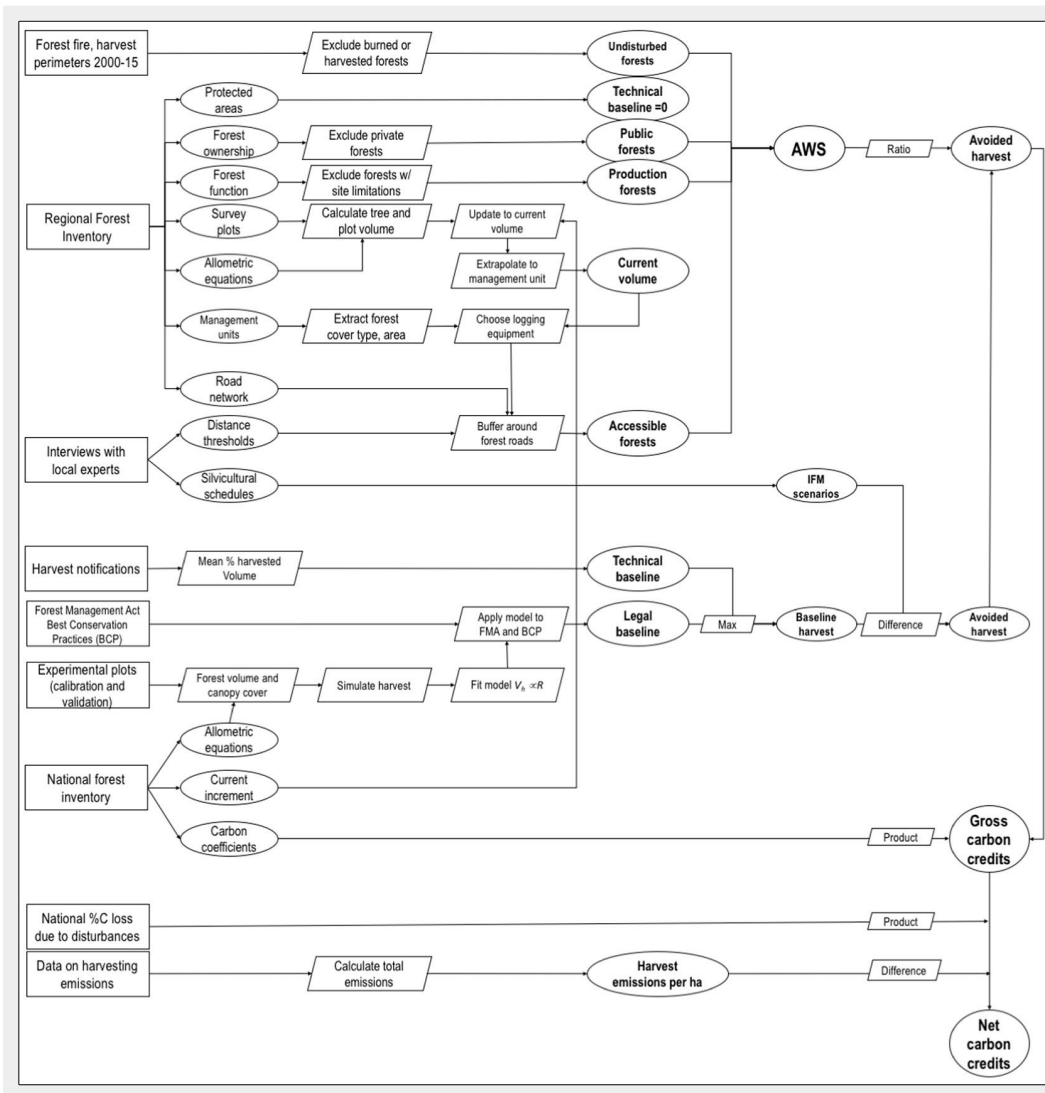 Forest fire, harvest
perimeters 2000-15
Exclude burned or
harvested forests
Undisturbed
forests
Protected
areas
Technical
baseline =0
Forest
ownership
Exclude private
forests
Public
forests
AWS
Ratio
Avoided
harvest
Forest
function
Exclude forests w/
site limitations
Production
forests
Regional Forest
Inventory
Survey
plots
Calculate tree and
plot volume
Update to current
volume
Allometric
equations
Extrapolate to
management unit
Current
volume
Management
units
Extract forest
cover type, area
Choose logging
equipment
Road
network
Interviews with
local experts
Distance
thresholds
Buffer around
forest roads
Accessible
forests
Silvicultural
schedules
IFM
scenarios
Harvest notifications
Mean % harvested
Volume
Technical
baseline
Forest Management Act
Best Conservation
Practices (BCP)
Apply model to
FMA and BCP
Legal
baseline
Max
Baseline
harvest
Difference
Avoided
harvest
Experimental plots
(calibration and
validation)
Forest volume and
canopy cover
Simulate harvest
Fit model Vₕ ∝R
Allometric
equations
National forest
inventory
Current
increment
Carbon
coefficients
Product
Gross
carbon
credits
National %C loss
due to disturbances
Product
Data on harvesting
emissions
Calculate total
emissions
Harvest
emissions per ha
Difference
Net
carbon
credits